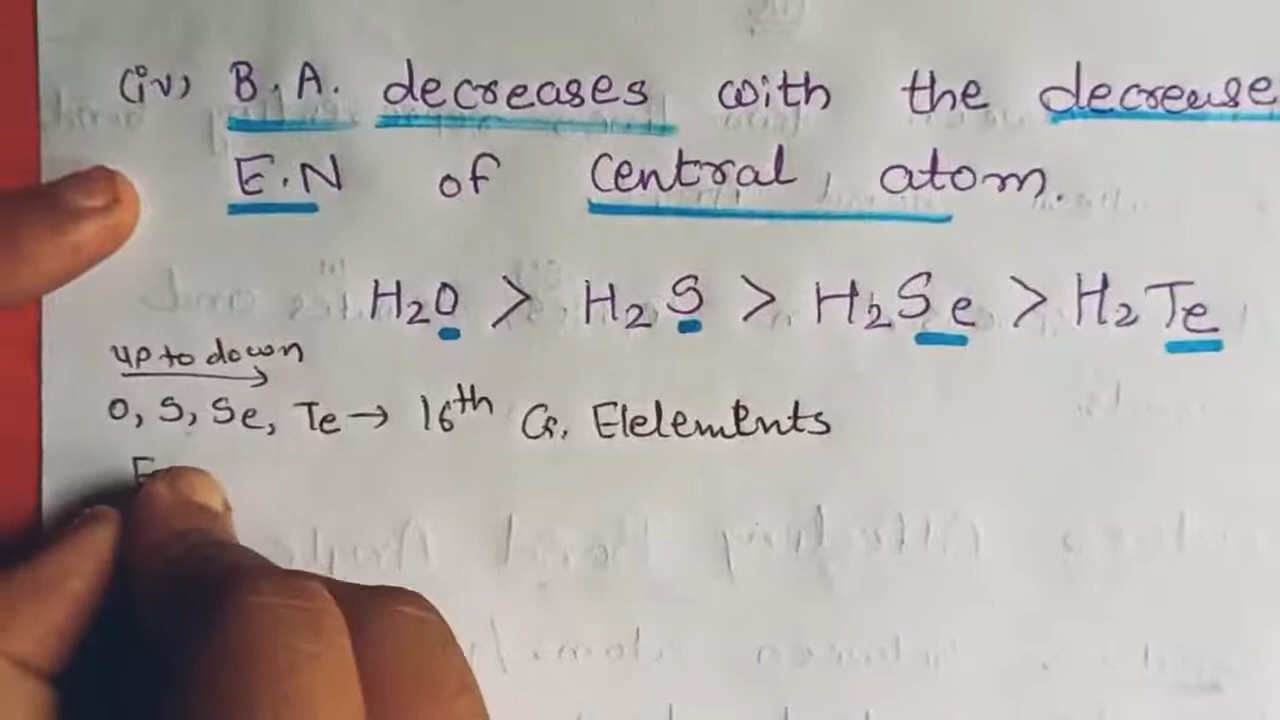 (iv) B.A. decreases with the decrease
E.N of central atom.
H₂O > H₂S > H₂Se > H₂Te
up to down
O, S, Se, Te → 16th Gr. Elelements
E